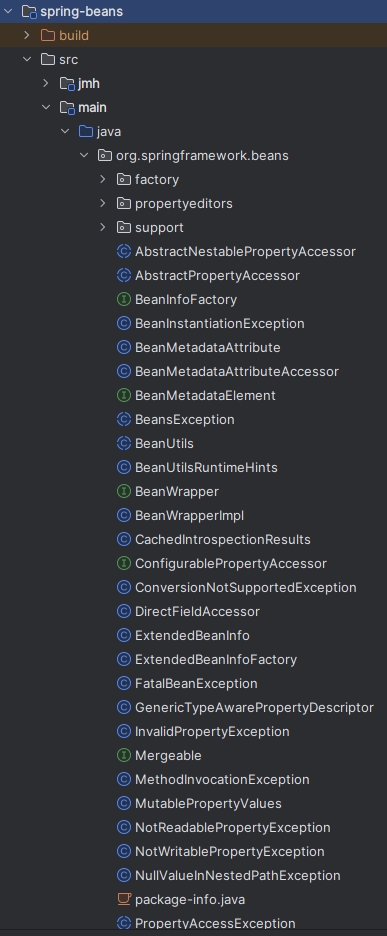 spring-beans
build
src
jmh
main
java
org.springframework.beans
factory
propertyeditors
support
AbstractNestablePropertyAccessor
AbstractPropertyAccessor
BeanInfoFactory
BeanInstantiationException
BeanMetadataAttribute
BeanMetadataAttributeAccessor
BeanMetadataElement
BeansException
BeanUtils
BeanUtilsRuntimeHints
BeanWrapper
BeanWrapperImpl
CachedIntrospectionResults
ConfigurablePropertyAccessor
ConversionNotSupportedException
DirectFieldAccessor
ExtendedBeanInfo
ExtendedBeanInfoFactory
FatalBeanException
GenericTypeAwarePropertyDescriptor
InvalidPropertyException
Mergeable
MethodInvocationException
MutablePropertyValues
NotReadablePropertyException
NotWritablePropertyException
NullValueInNestedPathException
package-info.java
PropertyAccessException